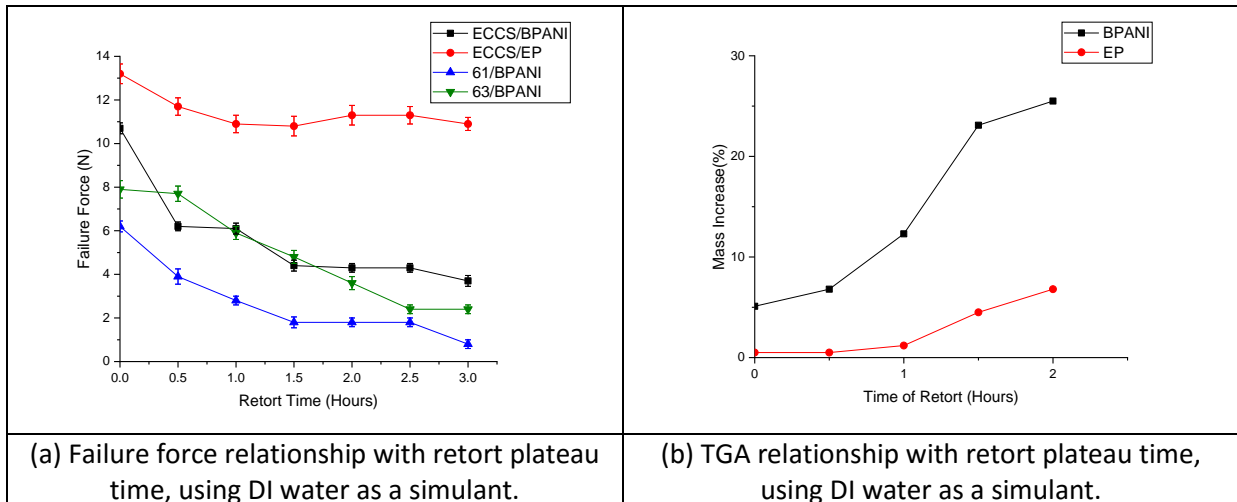 ECCS/BPANI
ECCS/EP
61/BPANI
63/BPANI
14
12
10
8
6
4
2
0
Failure Force (N)
0.0 0.5 1.0 1.5 2.0 2.5 3.0
Retort Time (Hours)
BPANI
EP
30
20
10
0
Mass Increase(%)
0 1 2
Time of Retort (Hours)
(a) Failure force relationship with retort plateau
time, using DI water as a simulant.
(b) TGA relationship with retort plateau time,
using DI water as a simulant.